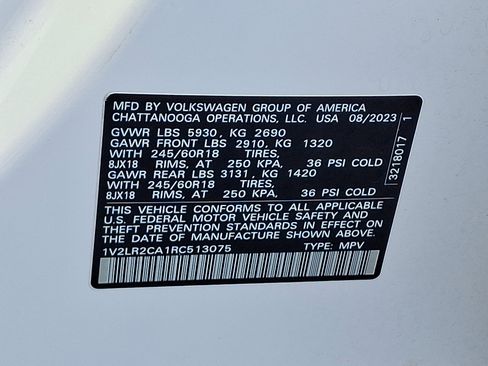 MFD BY VOLKSWAGEN GROUP OF AMERICA
CHATTANOOGA OPERATIONS, LLC. USA 08/2023
GVWR LBS 5930, KG 2690
GAWR FRONT LBS 2910, KG 1320
WITH 245/60R18 TIRES,
8JX18 RIMS, AT 250 KPA, 36 PSI COLD
GAWR REAR LBS 3131, KG 1420
WITH 245/60R18 TIRES,
8JX18 RIMS, AT 250 KPA, 36 PSI COLD
THIS VEHICLE CONFORMS TO ALL APPLICABLE
U.S. FEDERAL MOTOR VEHICLE SAFETY AND
THEFT PREVENTION STANDARDS IN EFFECT ON
THE DATE OF MANUFACTURE SHOWN ABOVE.
1V2LR2CA1RC513075 TYPE: MPV
3218017 1